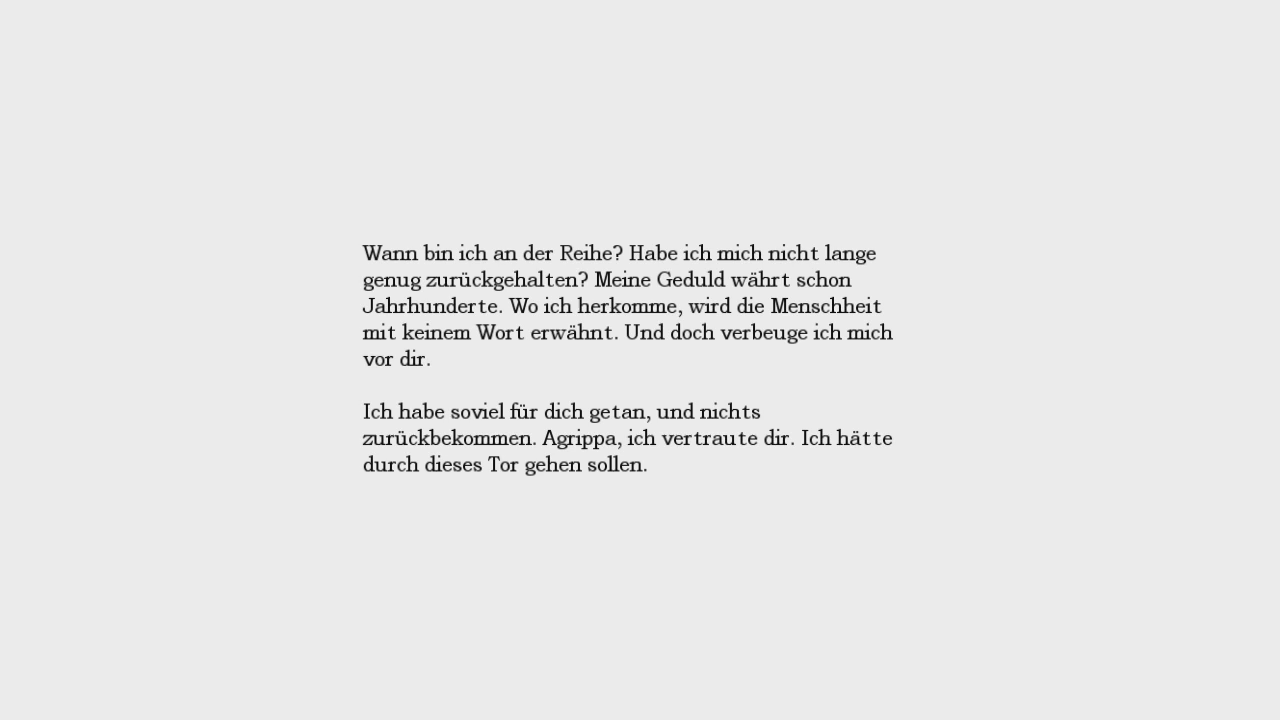 Wann bin ich an der Reihe? Habe ich mich nicht lange
genug zurückgehalten? Meine Geduld währt schon
Jahrhunderte. Wo ich herkomme, wird die Menschheit
mit keinem Wort erwähnt. Und doch verbeuge ich mich
vor dir.
Ich habe soviel für dich getan, und nichts
zurückbekommen. Agrippa, ich vertraute dir. Ich hätte
durch dieses Tor gehen sollen.